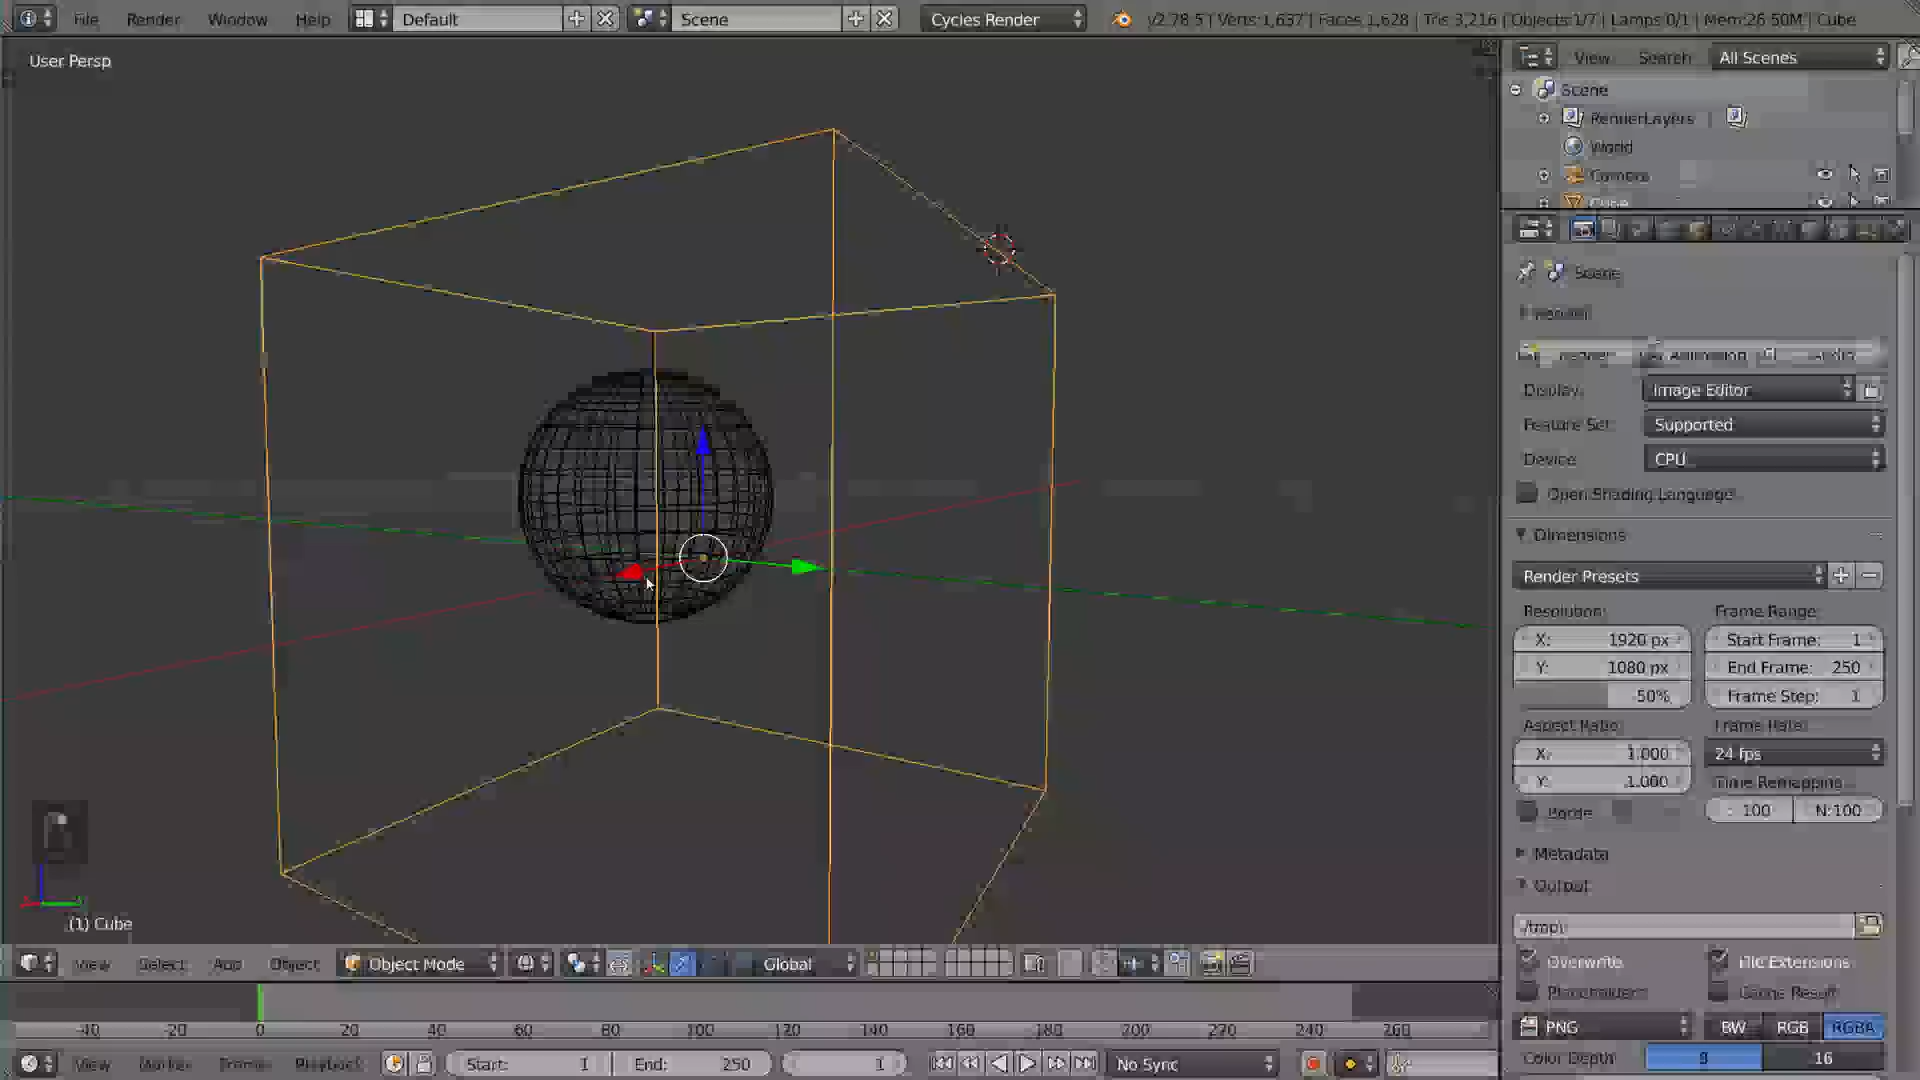 File Render Window Help Default Scene Cycles Render v2.78.5 | Verts:1,637 | Faces:1,628 | Tris:3,216 | Objects:1/7 | Lamps:0/1 | Mem:26.50M | Cube
User Persp
View Search All Scenes
Scene
RenderLayers
World
Camera
Cube
Scene
Render
Animation
Display: Image Editor
Feature Set: Supported
Device: CPU
Open Shading Language
Dimensions
Render Presets
Resolution: Frame Range:
X: 1920 px Start Frame: 1
Y: 1080 px End Frame: 250
50% Frame Step: 1
Aspect Ratio: Frame Rate:
X: 1.000 24 fps
Y: 1.000 Time Remapping:
100 N:100
Metadata
Output
/tmp\
Overwrite File Extensions
Placeholders Cache Result
PNG BW RGB RGBA
Color Depth 8 16
(1) Cube
View Select Add Object Object Mode Global
-40 -20 0 20 40 60 80 100 120 140 160 180 200 220 240 260
View Marker Frame Playback Start: 1 End: 250 1 No Sync